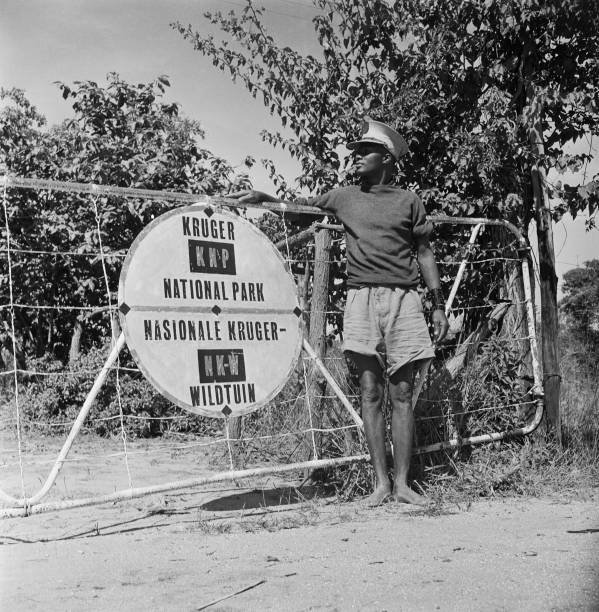 KRUGER
KNP
NATIONAL PARK
NASIONALE KRUGER-
NKW
WILDTUIN